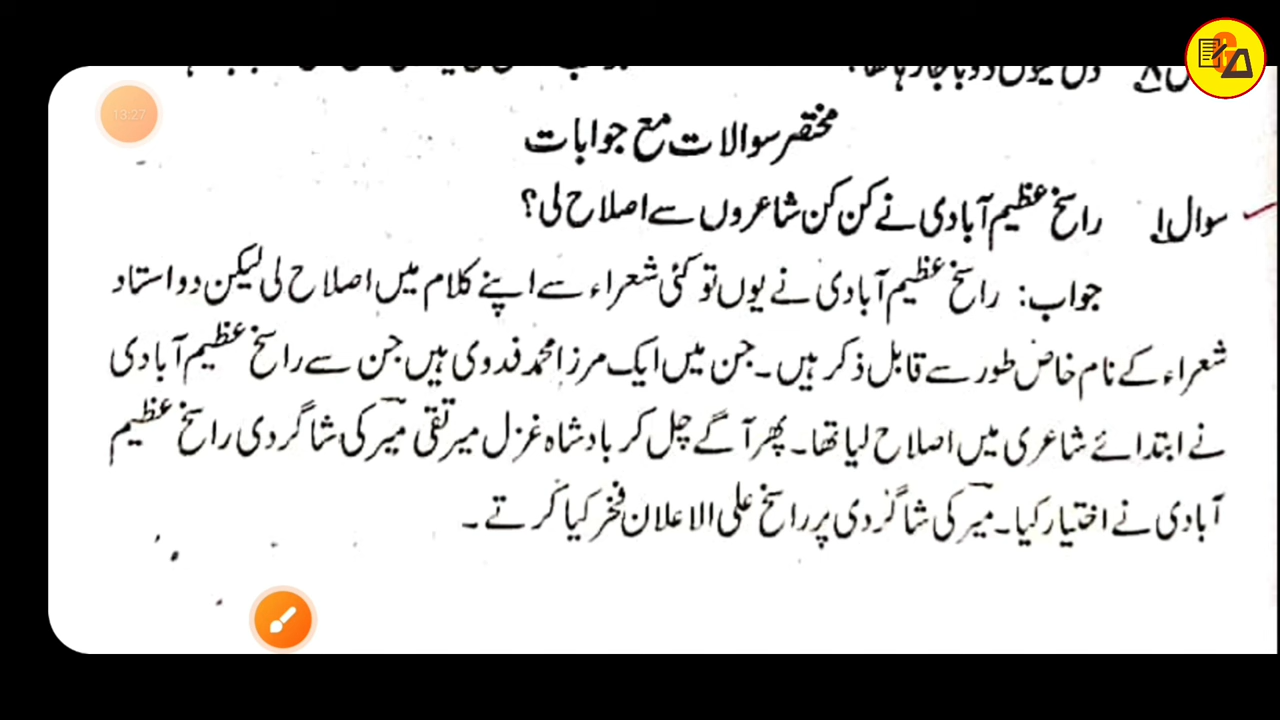 مختصر سوالات مع جوابات
سوال ۱ راسخ عظیم آبادی نے کن کن شاعروں سے اصلاح لی؟
جواب: راسخ عظیم آبادی نے یوں تو کئی شعراء سے اپنے کلام میں اصلاح لی لیکن دو استاد
شعراء کے نام خاص طور سے قابل ذکر ہیں۔ جن میں ایک مرزا محمد فدوی ہیں جن سے راسخ عظیم آبادی
نے ابتدائے شاعری میں اصلاح لیا تھا۔ پھر آگے چل کر بادشاہ غزل میر تقی میرؔ کی شاگردی راسخ عظیم
آبادی نے اختیار کیا۔ میرؔ کی شاگردی پر راسخ علی الاعلان فخر کیا کرتے۔
13:27